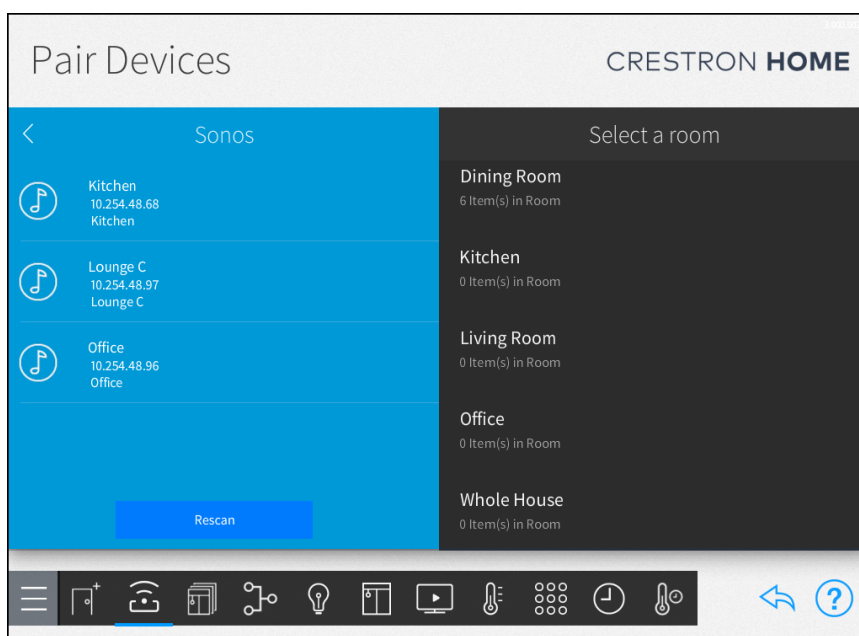 Pair Devices
CRESTRON HOME
Sonos
Kitchen
10.254.48.68
Kitchen
Lounge C
10.254.48.97
Lounge C
Office
10.254.48.96
Office
Rescan
Select a room
Dining Room
6 Item(s) in Room
Kitchen
0 Item(s) in Room
Living Room
0 Item(s) in Room
Office
0 Item(s) in Room
Whole House
0 Item(s) in Room
?